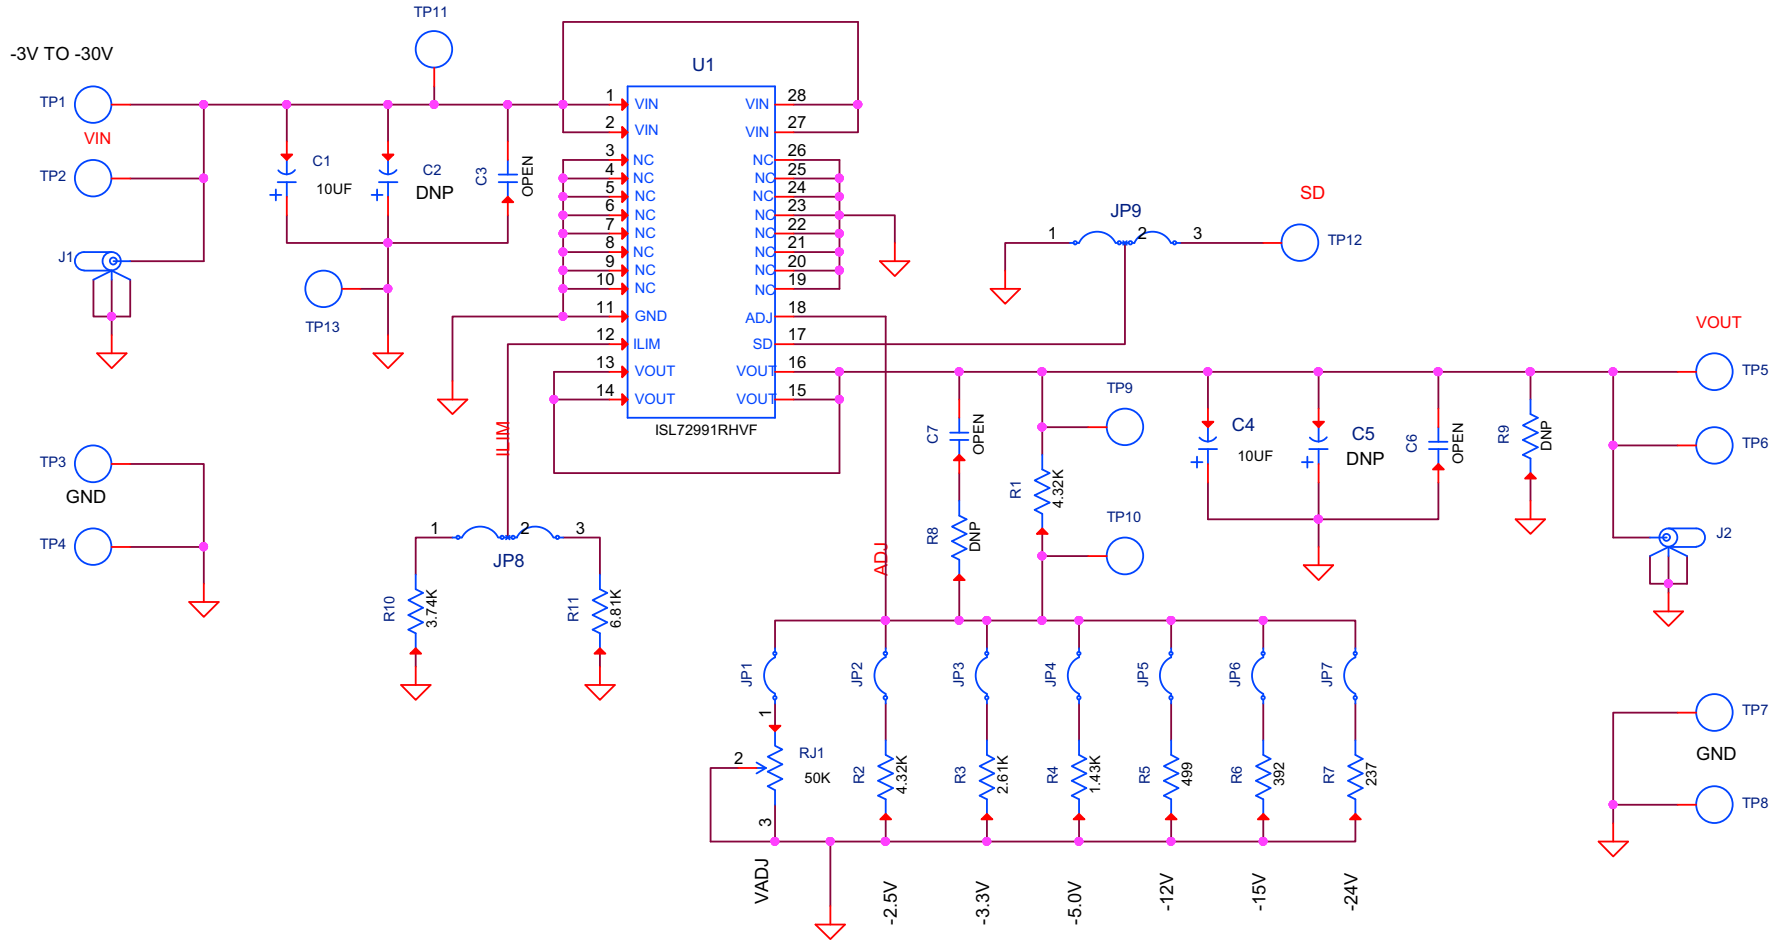 -3V TO -30V
TP11
TP1
VIN
TP2
J1
C1
10UF
C2
DNP
C3
OPEN
TP13
U1
1
VIN
2
VIN
3
NC
4
NC
5
NC
6
NC
7
NC
8
NC
9
NC
10
NC
11
GND
12
ILIM
13
VOUT
14
VOUT
VIN
28
VIN
27
NC
26
NC
25
NC
24
NC
23
NC
22
NC
21
NC
20
NC
19
ADJ
18
SD
17
VOUT
16
VOUT
15
ISL72991RHVF
SD
JP9
1
2
3
TP12
VOUT
TP5
TP6
J2
TP3
GND
TP4
ILIM
1
2
3
JP8
R10
3.74K
R11
6.81K
C7
OPEN
R8
DNP
ADJ
R1
4.32K
TP9
TP10
C4
10UF
C5
DNP
C6
OPEN
R9
DNP
JP1
JP2
JP3
JP4
JP5
JP6
JP7
1
2
3
RJ1
50K
R2
4.32K
R3
2.61K
R4
1.43K
R5
499
R6
392
R7
237
VADJ
-2.5V
-3.3V
-5.0V
-12V
-15V
-24V
TP7
GND
TP8